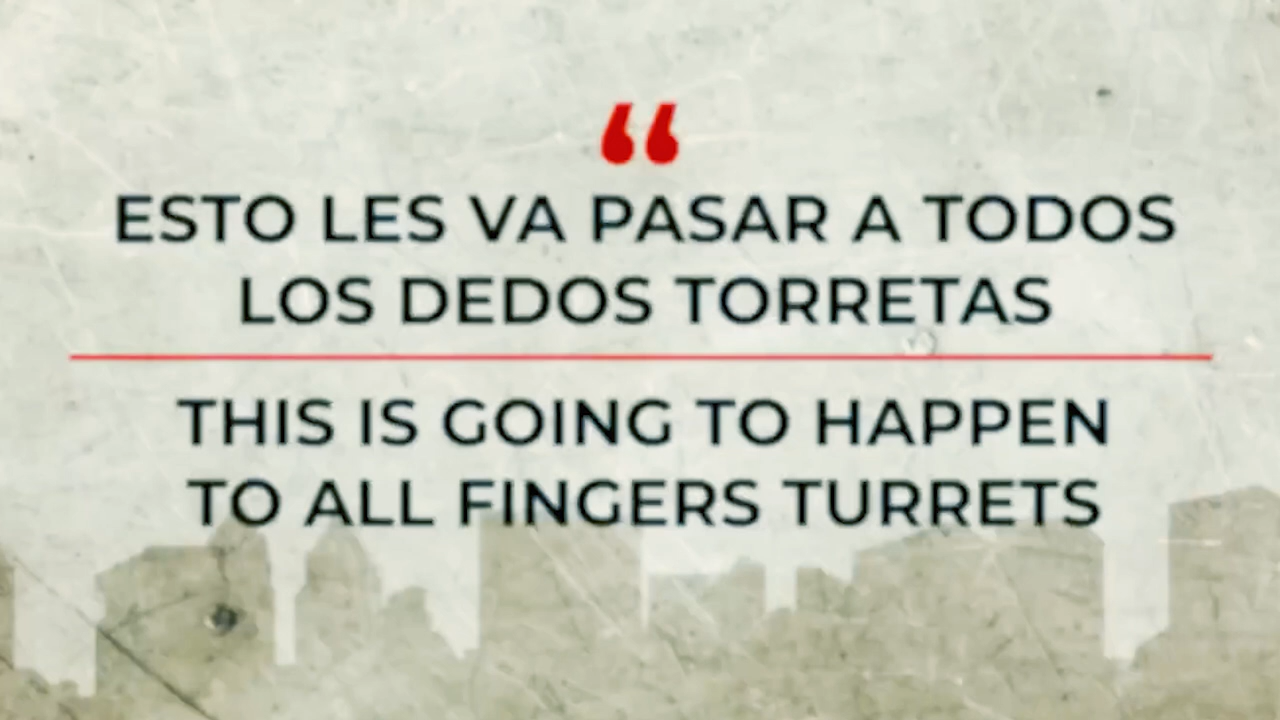 “
ESTO LES VA PASAR A TODOS
LOS DEDOS TORRETAS
THIS IS GOING TO HAPPEN
TO ALL FINGERS TURRETS